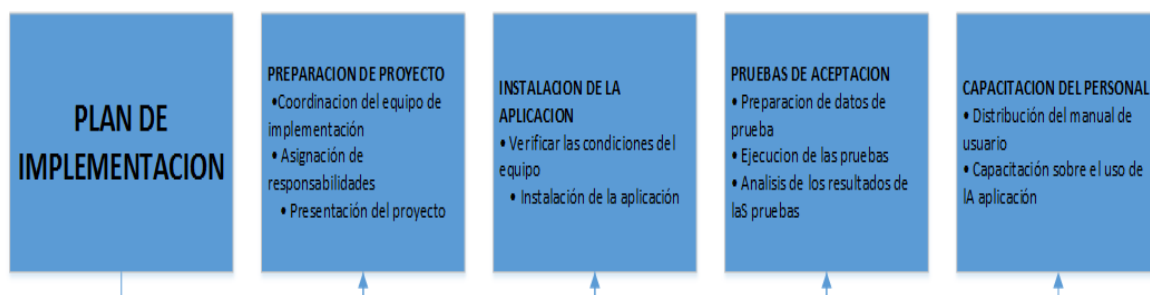 PLAN DE
IMPLEMENTACION
PREPARACION DE PROYECTO
•Coordinacion del equipo de
implementación
• Asignación de
responsabilidades
• Presentación del proyecto
INSTALACION DE LA
APLICACION
• Verificar las condiciones del
equipo
• Instalación de la aplicación
PRUEBAS DE ACEPTACION
• Preparacion de datos de
prueba
• Ejecucion de las pruebas
• Analisis de los resultados de
laS pruebas
CAPACITACION DEL PERSONAL
• Distribución del manual de
usuario
• Capacitación sobre el uso de
lA aplicación